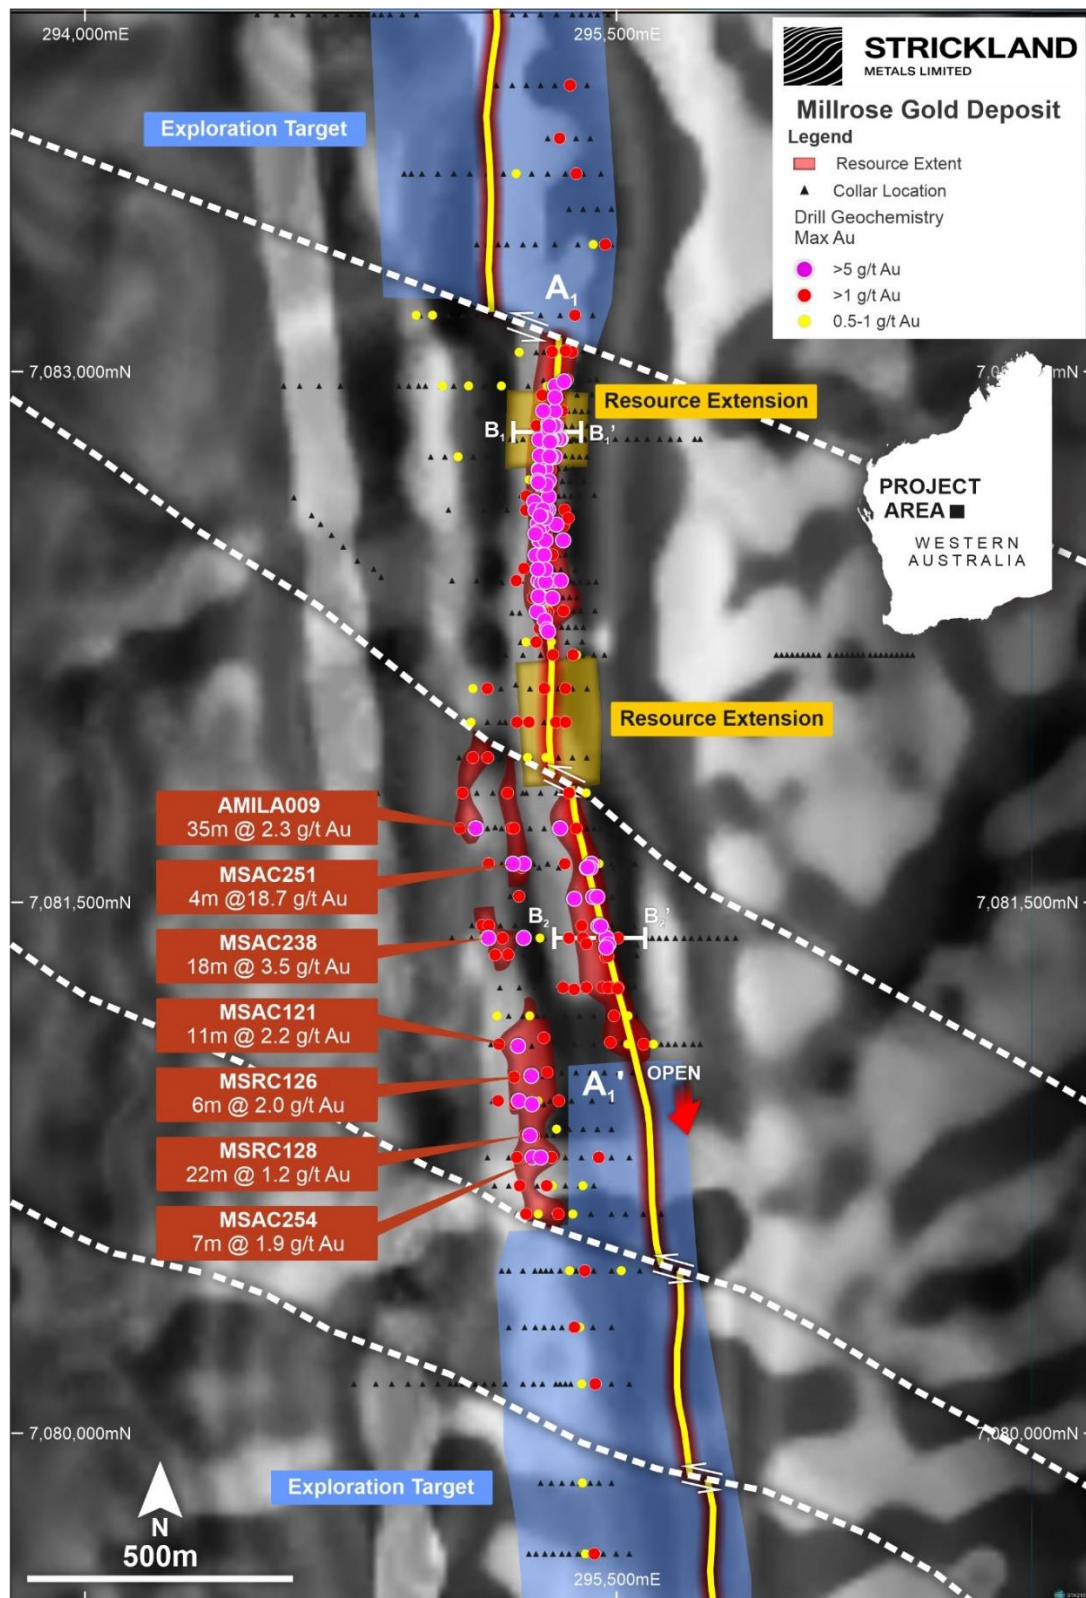 294,000mE
295,500mE
STRICKLAND
METALS LIMITED
Millrose Gold Deposit
Legend
Resource Extent
Collar Location
Drill Geochemistry
Max Au
>5 g/t Au
>1 g/t Au
0.5-1 g/t Au
Exploration Target
A1
7,083,000mN
Resource Extension
B1
B1'
PROJECT
AREA
WESTERN
AUSTRALIA
Resource Extension
AMILA009
35m @ 2.3 g/t Au
MSAC251
4m @18.7 g/t Au
7,081,500mN
7,081,500mN
B2
B2'
MSAC238
18m @ 3.5 g/t Au
MSAC121
11m @ 2.2 g/t Au
A1'
OPEN
MSRC126
6m @ 2.0 g/t Au
MSRC128
22m @ 1.2 g/t Au
MSAC254
7m @ 1.9 g/t Au
7,080,000mN
7,080,000mN
Exploration Target
N
500m
295,500mE